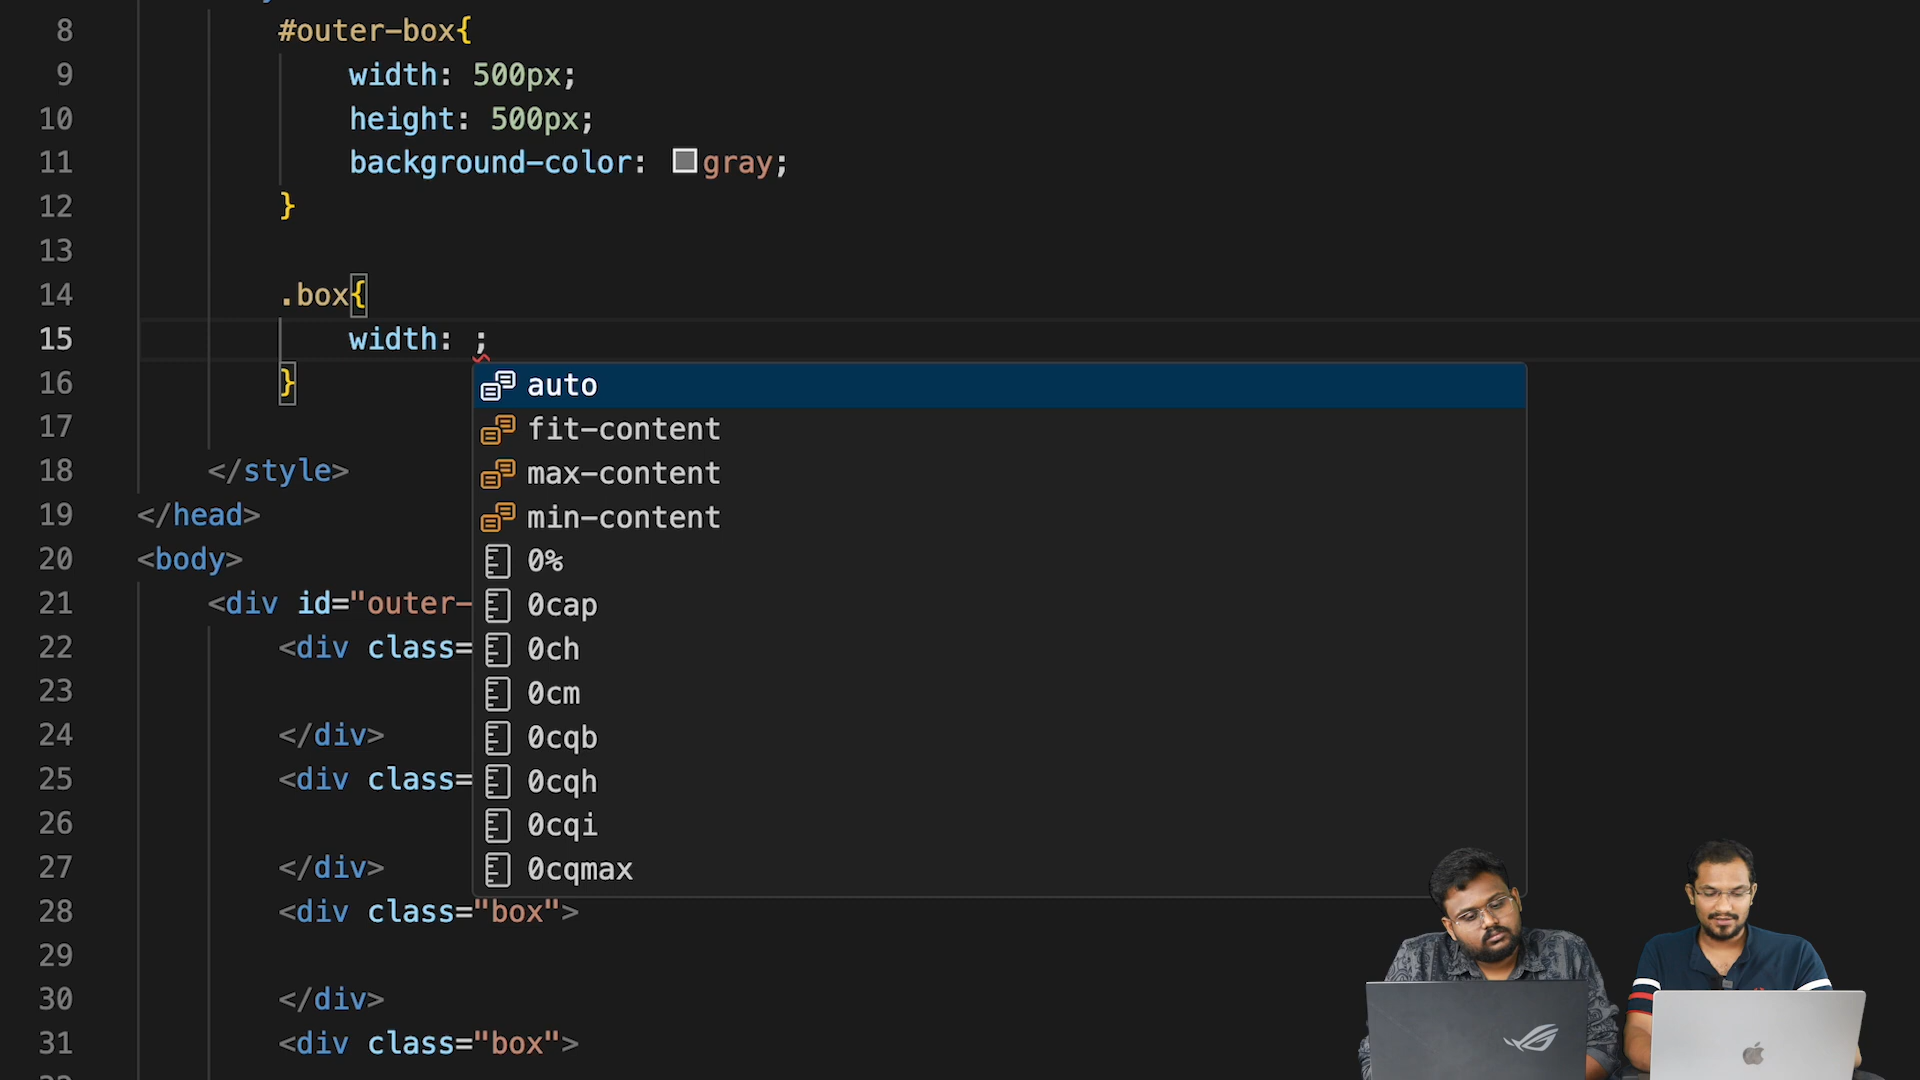 8 #outer-box{
9 width: 500px;
10 height: 500px;
11 background-color: gray;
12 }
13
14 .box{
15 width: ;
16 }
17
18 </style>
19 </head>
20 <body>
21 <div id="outer-
22 <div class=
23
24 </div>
25 <div class=
26
27 </div>
28 <div class="box">
29
30 </div>
31 <div class="box">
auto
fit-content
max-content
min-content
0%
0cap
0ch
0cm
0cqb
0cqh
0cqi
0cqmax